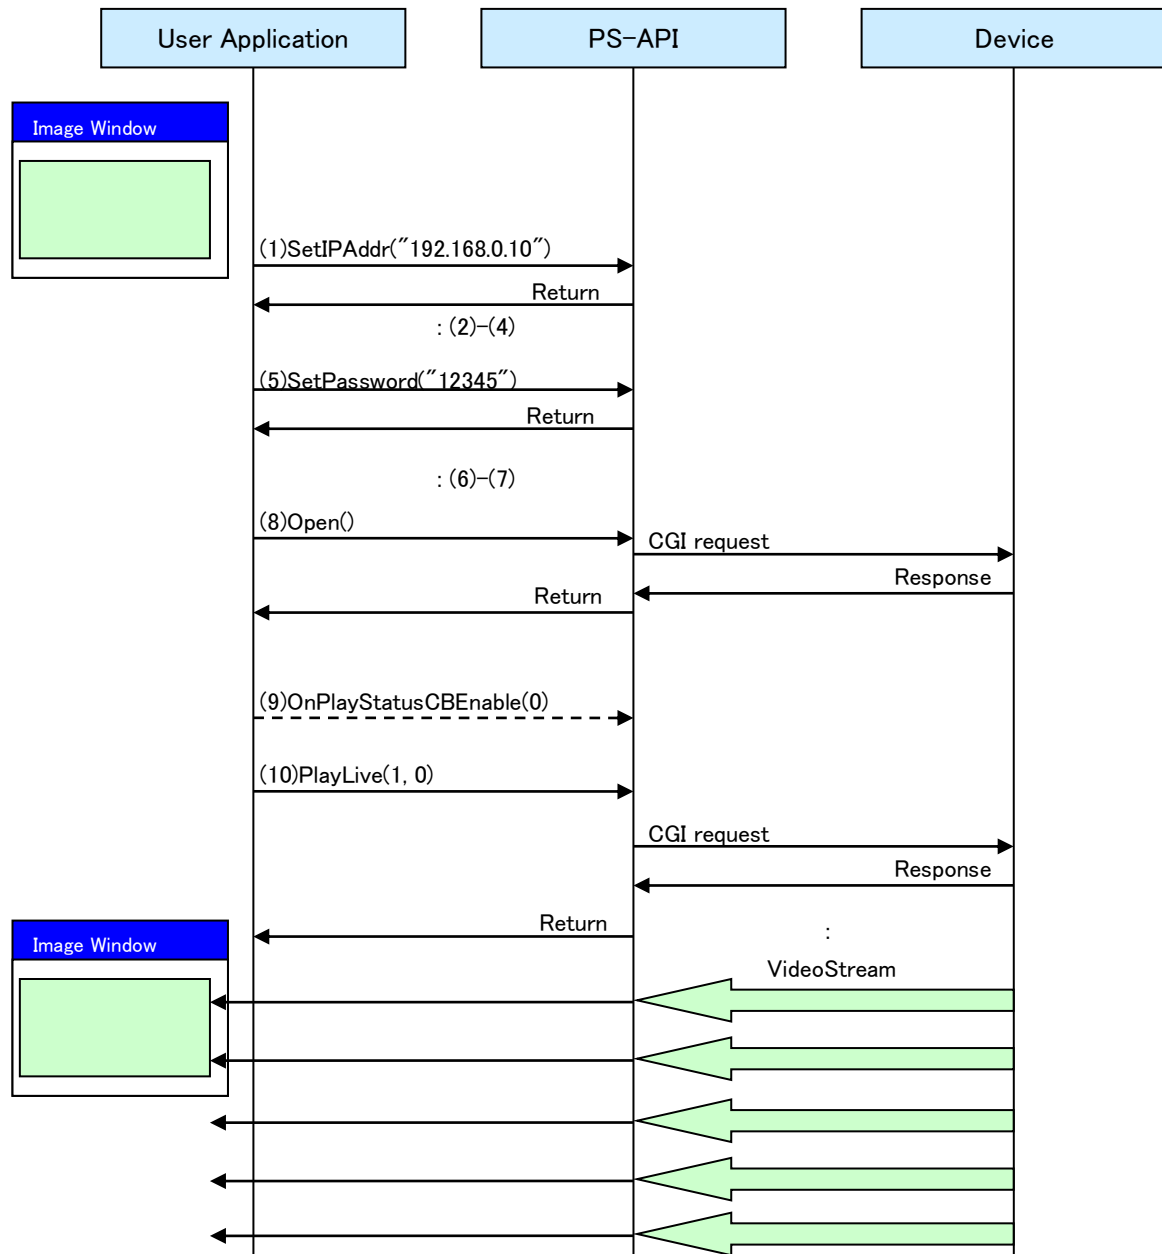 User Application
PS-API
Device
Image Window
(1)SetIPAddr("192.168.0.10")
Return
: (2)-(4)
(5)SetPassword("12345")
Return
: (6)-(7)
(8)Open()
CGI request
Response
Return
(9)OnPlayStatusCBEnable(0)
(10)PlayLive(1, 0)
CGI request
Response
Return
:
Image Window
VideoStream